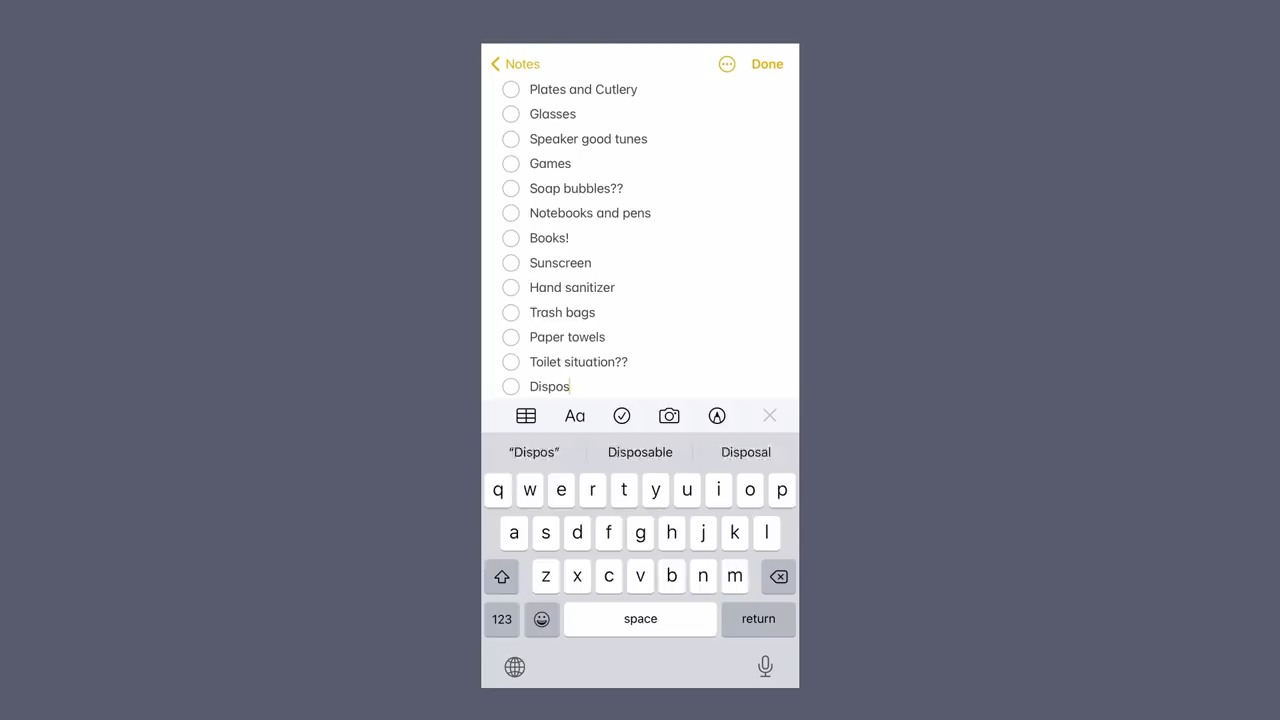 Notes Done
Plates and Cutlery
Glasses
Speaker good tunes
Games
Soap bubbles??
Notebooks and pens
Books!
Sunscreen
Hand sanitizer
Trash bags
Paper towels
Toilet situation??
Dispos
Aa
“Dispos” Disposable Disposal
q w e r t y u i o p
a s d f g h j k l
z x c v b n m
123 space return